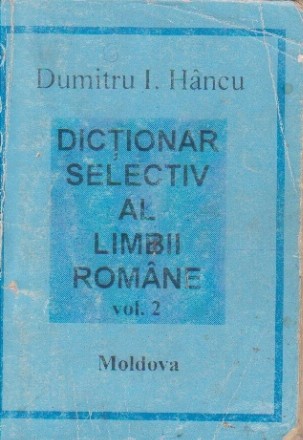 Dumitru I. Hâncu
DICȚIONAR
SELECTIV
AL
LIMBII
ROMÂNE
vol. 2
Moldova